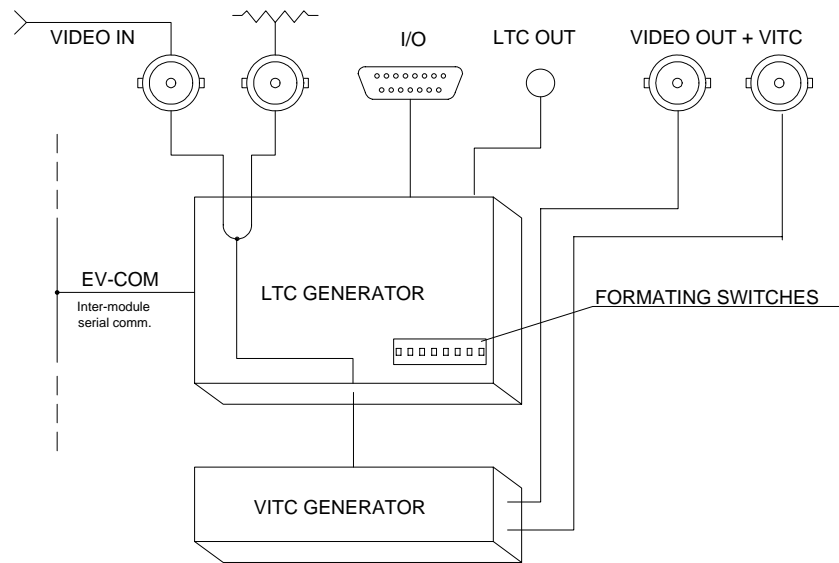 VIDEO IN
I/O
LTC OUT
VIDEO OUT + VITC
EV-COM
Inter-module
serial comm.
LTC GENERATOR
FORMATING SWITCHES
VITC GENERATOR